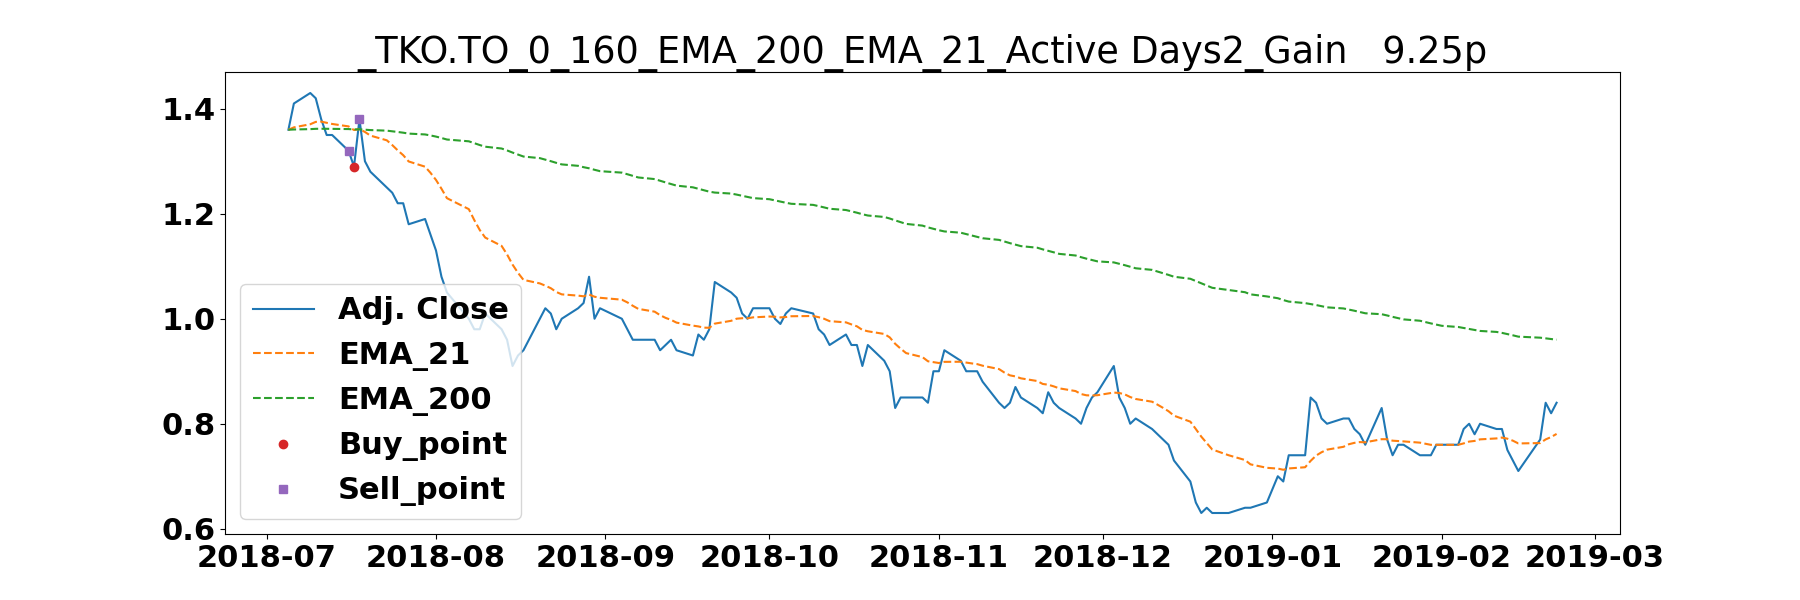 _TKO.TO_0_160_EMA_200_EMA_21_Active Days2_Gain   9.25p
1.4
1.2
1.0
0.8
0.6
Adj. Close
EMA_21
EMA_200
Buy_point
Sell_point
2018-07 2018-08 2018-09 2018-10 2018-11 2018-12 2019-01 2019-02 2019-03